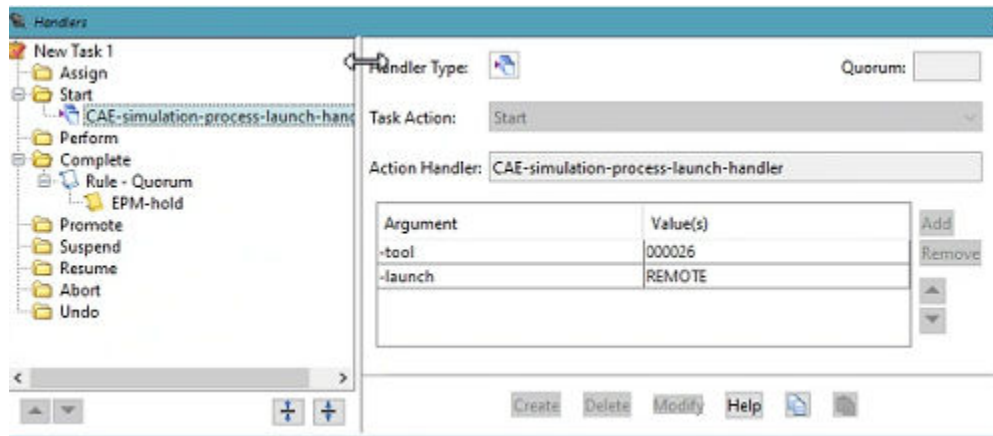 Handlers
New Task 1
Assign
Start
CAE-simulation-process-launch-hand
Perform
Complete
Rule - Quorum
EPM-hold
Promote
Suspend
Resume
Abort
Undo
Handler Type:
Quorum:
Task Action:
Start
Action Handler:
CAE-simulation-process-launch-handler
Argument Value(s)
-tool 000026
-launch REMOTE
Add
Remove
Create Delete Modify Help